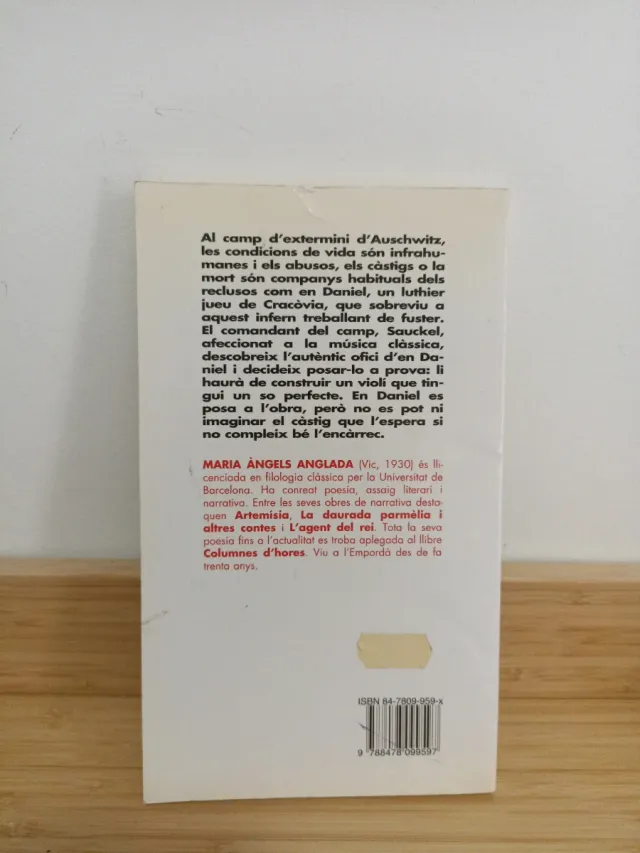 Al camp d'extermini d'Auschwitz,
les condicions de vida són infrahu-
manes i els abusos, els càstigs o la
mort són companys habituals dels
reclusos com en Daniel, un luthier
jueu de Cracòvia, que sobreviu a
aquest infern treballant de fuster.
El comandant del camp, Sauckel,
afeccionat a la música clàssica,
descobreix l'autèntic ofici d'en Da-
niel i decideix posar-lo a prova: li
haurà de construir un violí que tin-
gui un so perfecte. En Daniel es
posa a l'obra, però no es pot ni
imaginar el càstig que l'espera si
no compleix bé l'encàrrec.
MARIA ÀNGELS ANGLADA (Vic, 1930) és lli-
cenciada en filologia clàssica per la Universitat de
Barcelona. Ha conreat poesia, assaig literari i
narrativa. Entre les seves obres de narrativa desta-
quen Artemísia, La daurada parmèlia i
altres contes i L'agent del rei. Tota la seva
poesia fins a l'actualitat es troba aplegada al llibre
Columnes d'hores. Viu a l'Empordà des de fa
trenta anys.
ISBN 84-7809-959-x
9 788478 099597